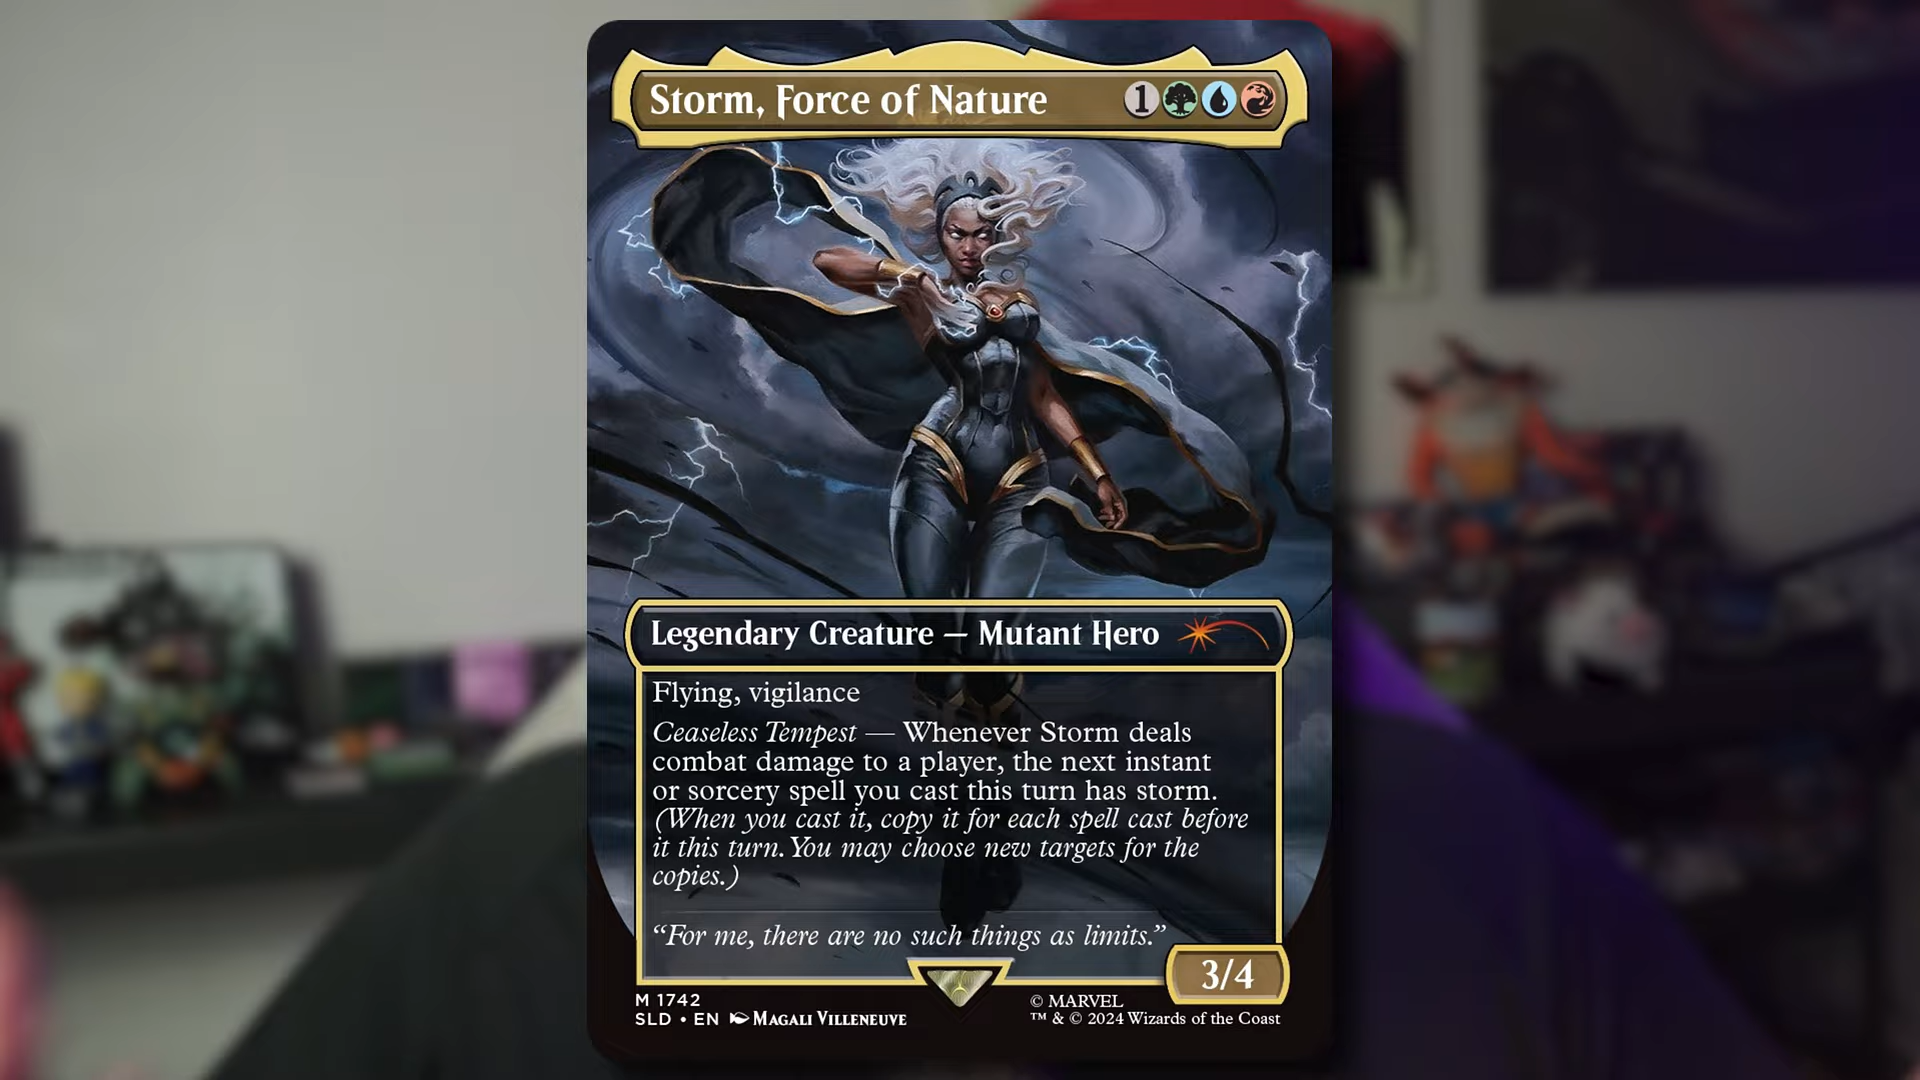 Storm, Force of Nature 1
Legendary Creature — Mutant Hero
Flying, vigilance
Ceaseless Tempest — Whenever Storm deals
combat damage to a player, the next instant
or sorcery spell you cast this turn has storm.
(When you cast it, copy it for each spell cast before
it this turn. You may choose new targets for the
copies.)
“For me, there are no such things as limits.”
3/4
M 1742
SLD • EN MAGALI VILLENEUVE
© MARVEL
™ & © 2024 Wizards of the Coast